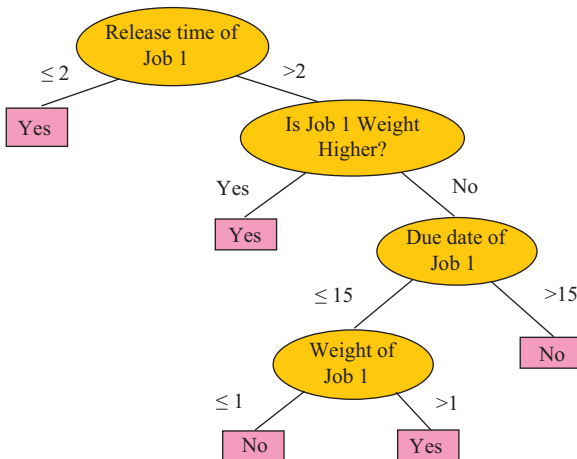 Release time of
Job 1
≤ 2
>2
Yes
Is Job 1 Weight
Higher?
Yes
No
Yes
Due date of
Job 1
≤ 15
>15
Weight of
Job 1
No
≤ 1
>1
No
Yes